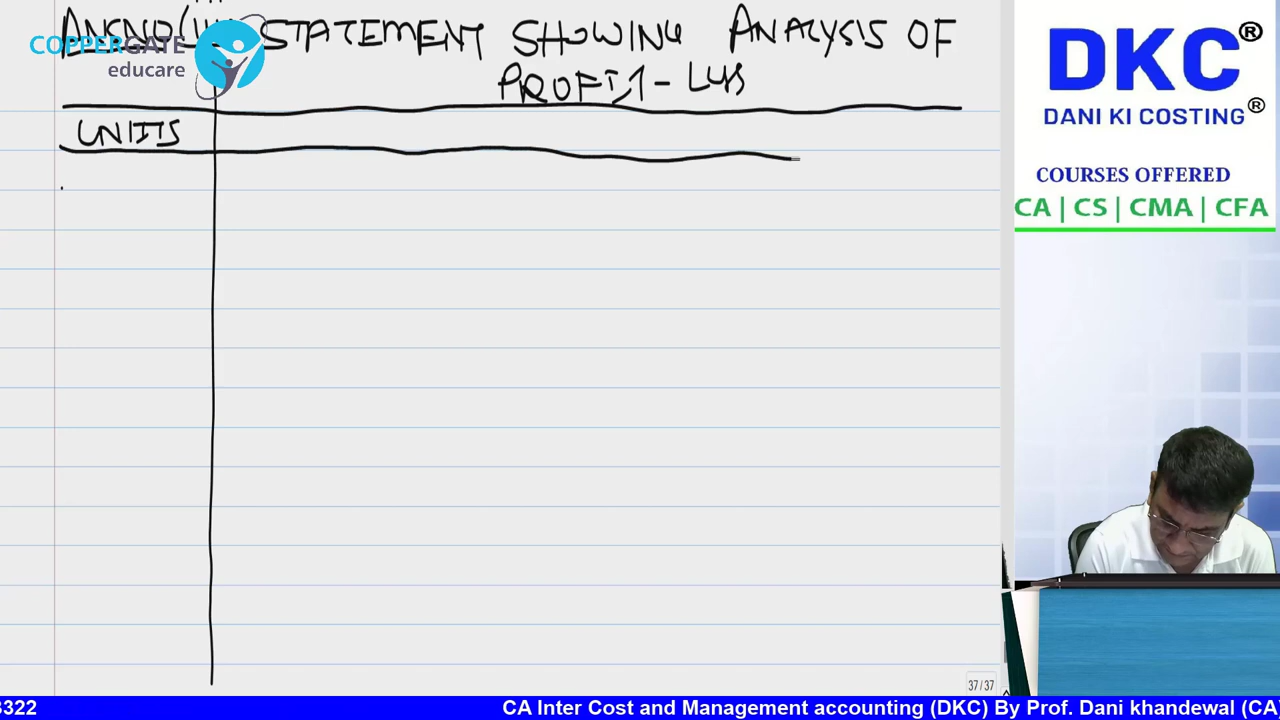 STATEMENT SHOWING ANALYSIS OF
PROFIT - LOSS
UNITS
COPPERGATE
educare
DKC®
DANI KI COSTING®
COURSES OFFERED
CA | CS | CMA | CFA
37/37
3322
CA Inter Cost and Management accounting (DKC) By Prof. Dani khandewal (CA